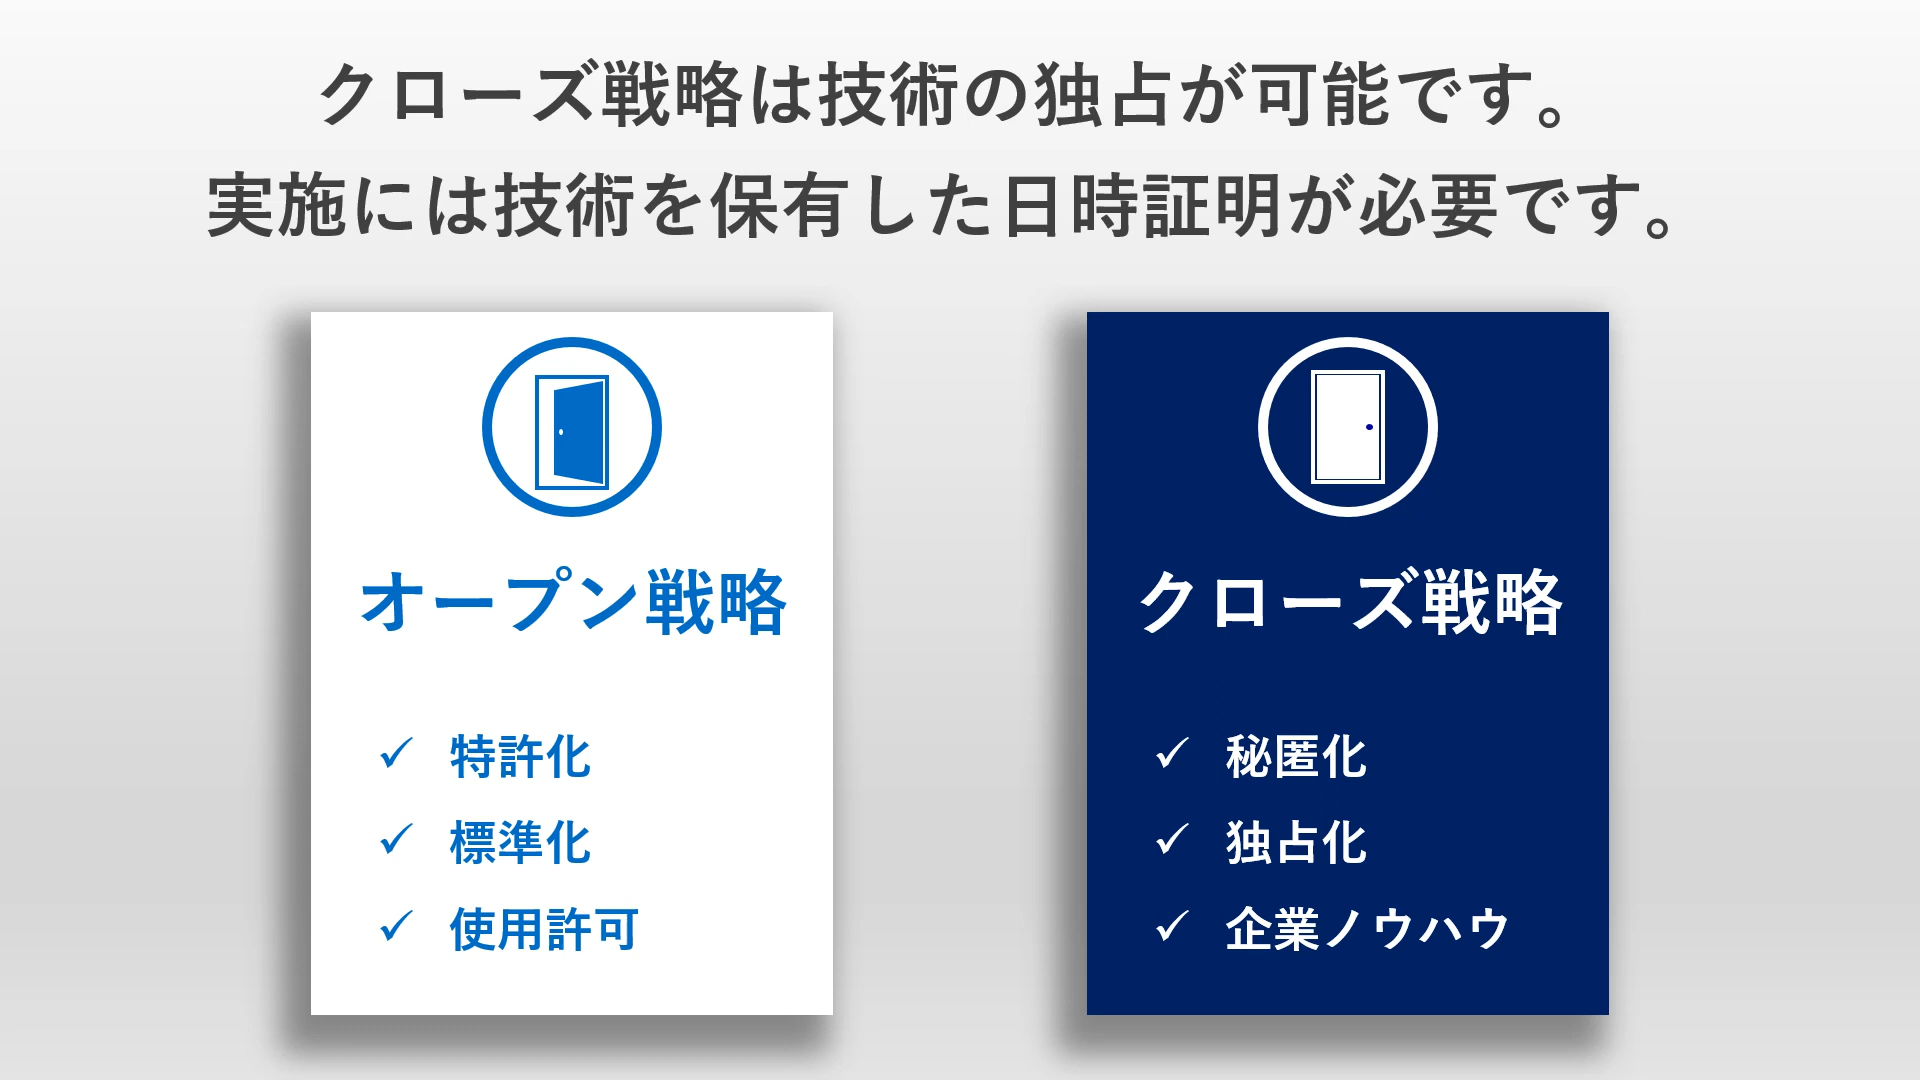 クローズ戦略は技術の独占が可能です。
実施には技術を保有した日時証明が必要です。
オープン戦略
✓ 特許化
✓ 標準化
✓ 使用許可
クローズ戦略
✓ 秘匿化
✓ 独占化
✓ 企業ノウハウ